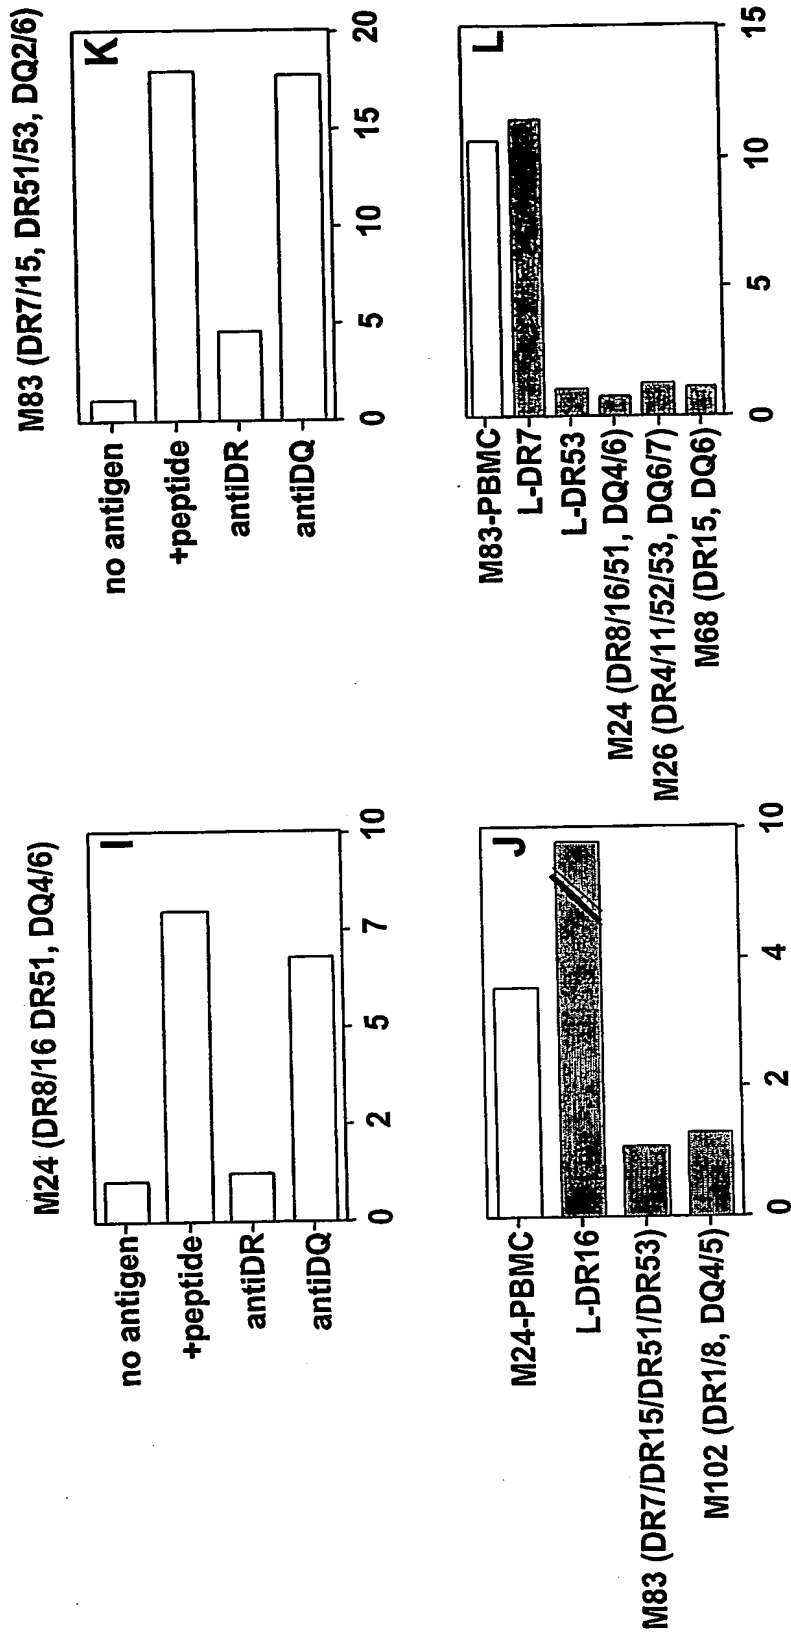 M24 (DR8/16 DR51, DQ4/6)
I
no antigen
+peptide
antiDR
antiDQ
0 2 5 7 10
J
M24-PBMC
L-DR16
M83 (DR7/DR15/DR51/DR53)
M102 (DR1/8, DQ4/5)
0 2 4 10
M83 (DR7/15, DR51/53, DQ2/6)
K
no antigen
+peptide
antiDR
antiDQ
0 5 10 15 20
L
M83-PBMC
L-DR7
L-DR53
M24 (DR8/16/51, DQ4/6)
M26 (DR4/11/52/53, DQ6/7)
M68 (DR15, DQ6)
0 5 10 15